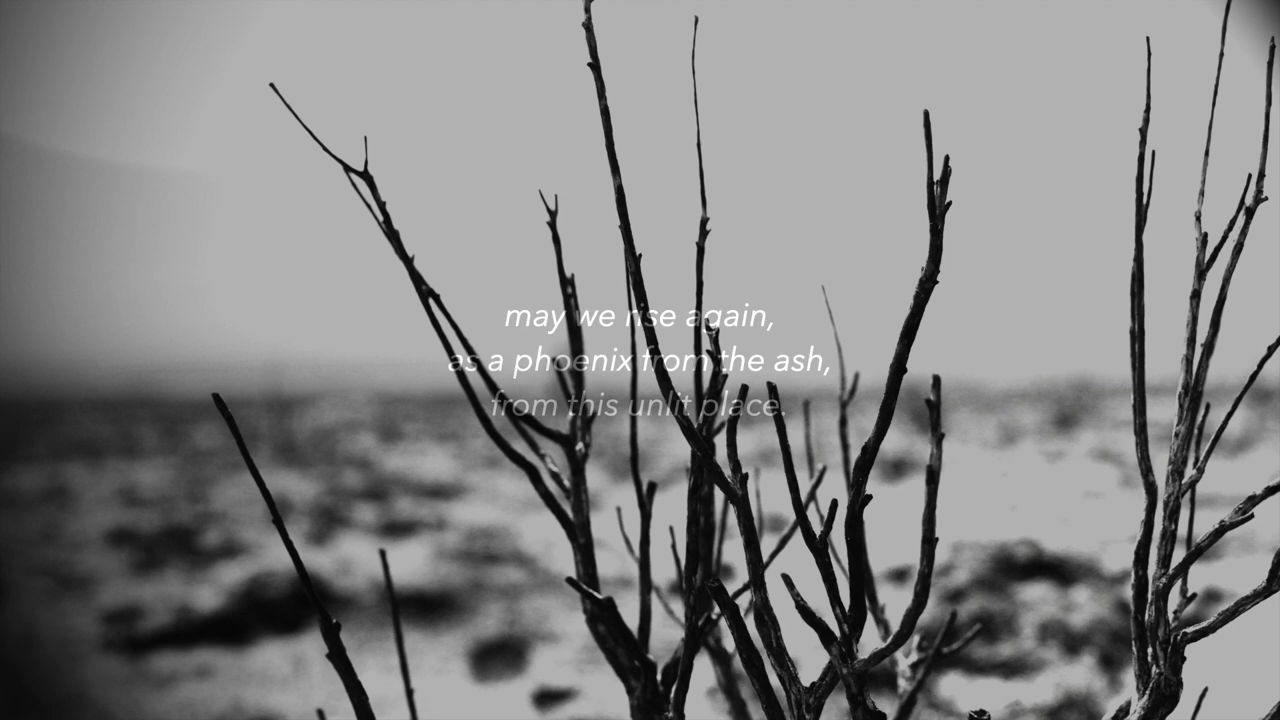 may we rise again,
as a phoenix from the ash,
from this unlit place.